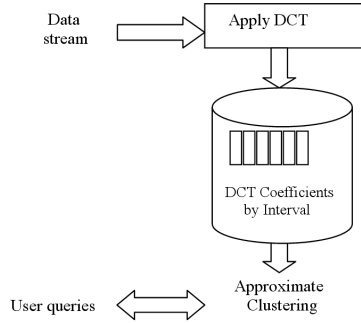 Data
stream
Apply DCT
DCT Coefficients
by Interval
Approximate
Clustering
User queries